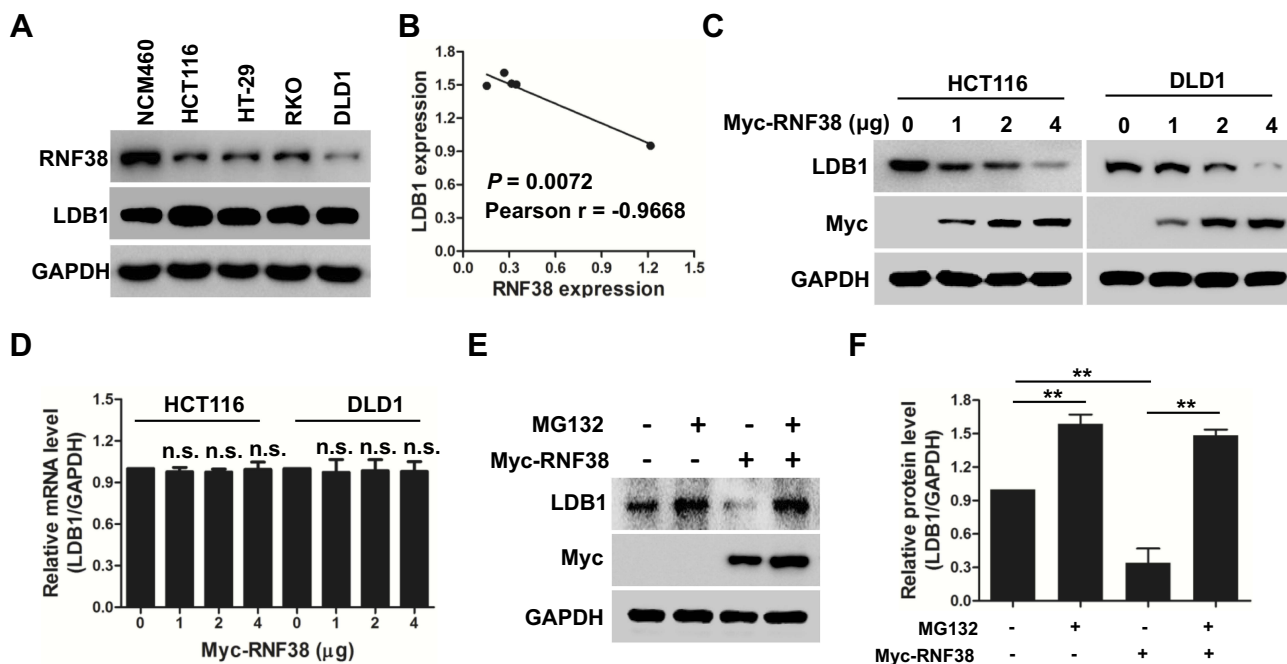 A
NCM460
HCT116
HT-29
RKO
DLD1
RNF38
LDB1
GAPDH
B
LDB1 expression
1.8
1.5
1.2
0.9
0.6
0.3
0
P = 0.0072
Pearson r = -0.9668
0.0 0.3 0.6 0.9 1.2 1.5
RNF38 expression
C
HCT116 DLD1
Myc-RNF38 (µg) 0 1 2 4 0 1 2 4
LDB1
Myc
GAPDH
D
Relative mRNA level
(LDB1/GAPDH)
1.5
1.2
0.9
0.6
0.3
0.0
HCT116 DLD1
n.s. n.s. n.s. n.s. n.s. n.s.
0 1 2 4 0 1 2 4
Myc-RNF38 (µg)
E
MG132 - + - +
Myc-RNF38 - - + +
LDB1
Myc
GAPDH
F
Relative protein level
(LDB1/GAPDH)
1.8
1.5
1.2
0.9
0.6
0.3
0.0
**
** **
MG132 - + - +
Myc-RNF38 - - + +